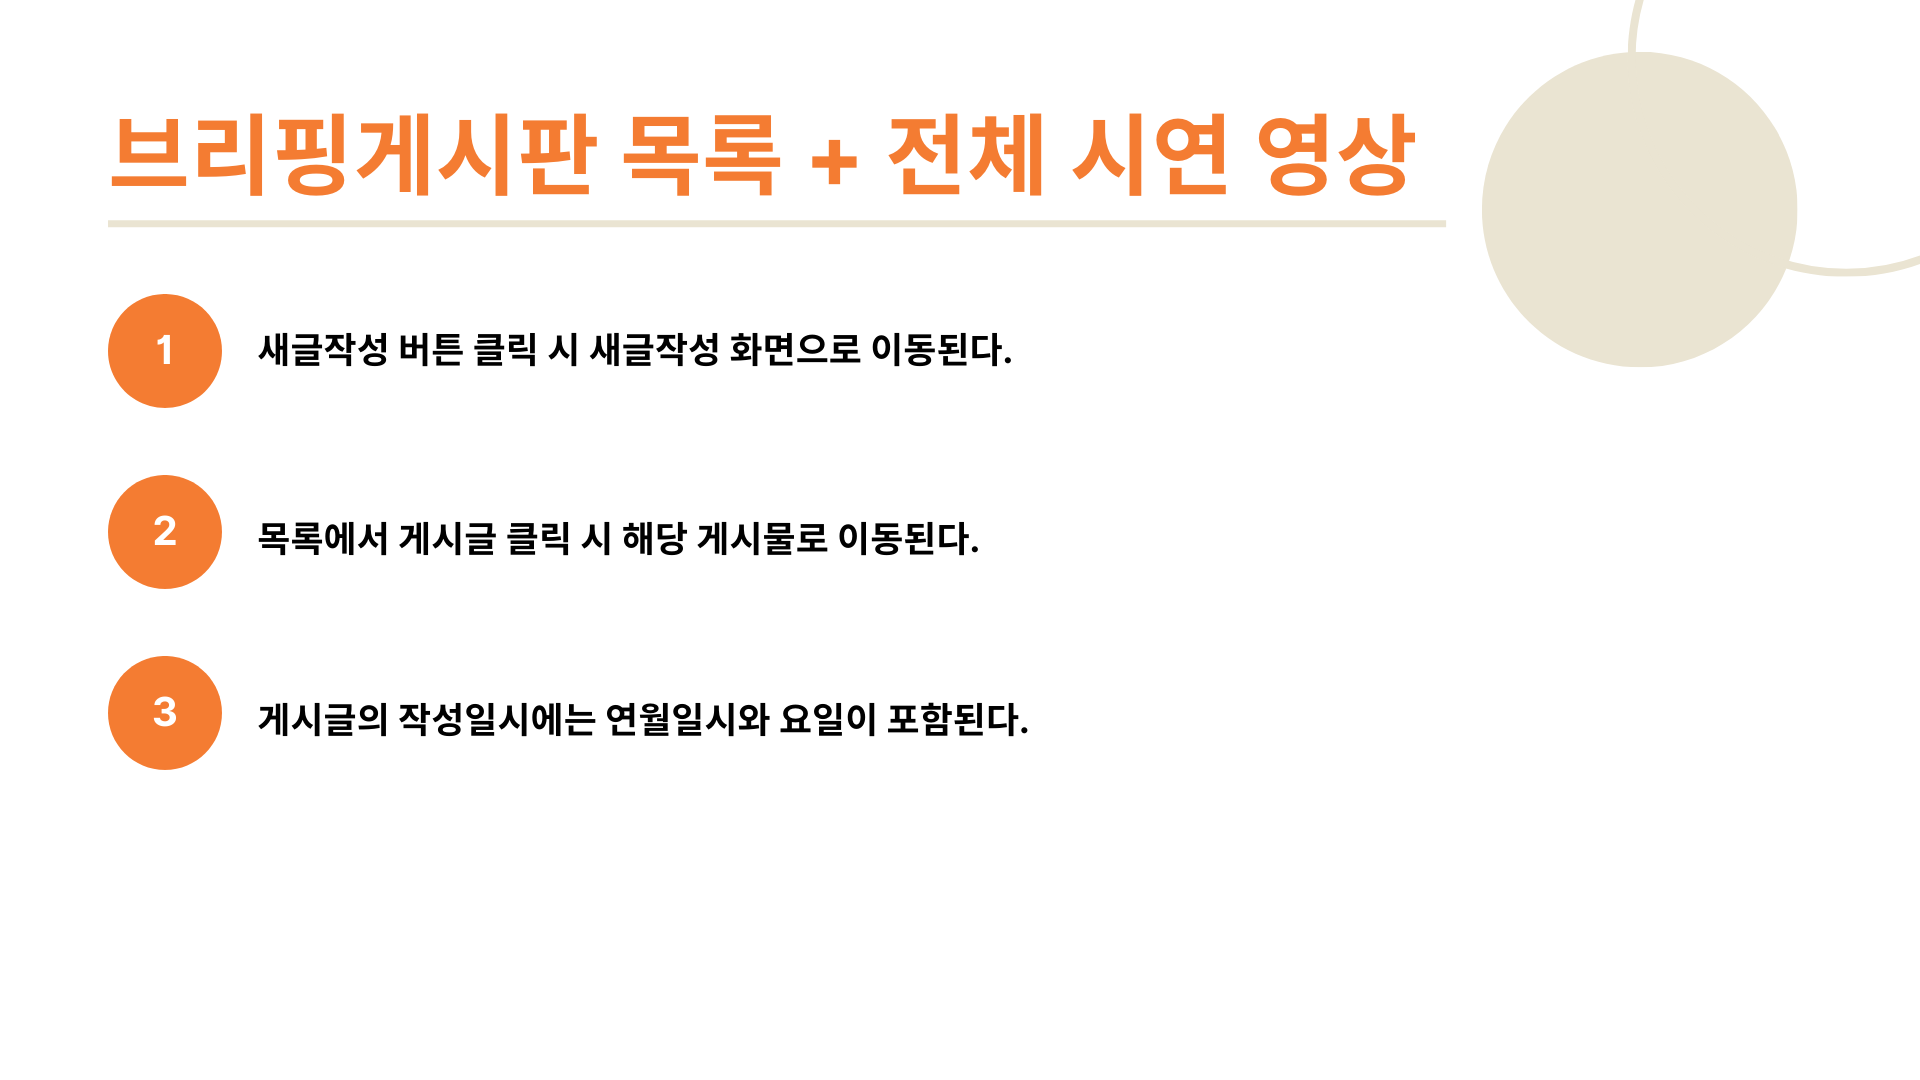 브리핑게시판 목록 + 전체 시연 영상
1 새글작성 버튼 클릭 시 새글작성 화면으로 이동된다.
2 목록에서 게시글 클릭 시 해당 게시물로 이동된다.
3 게시글의 작성일시에는 연월일시와 요일이 포함된다.